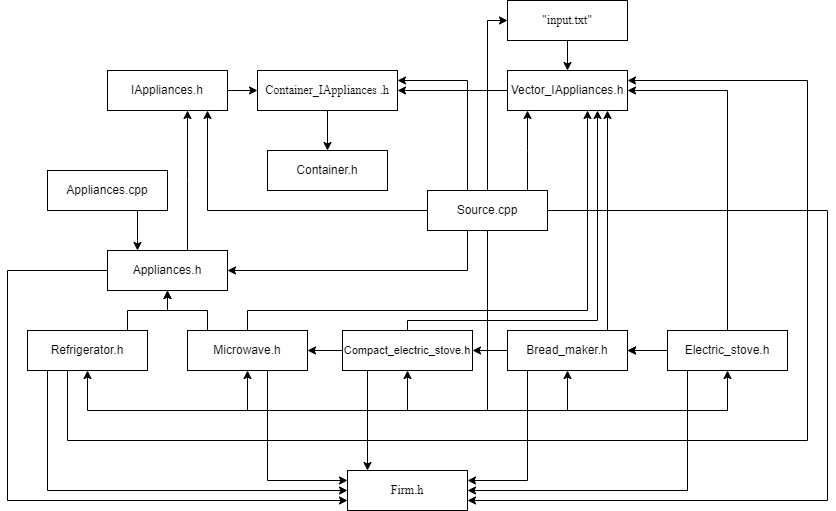 "input.txt"
IAppliances.h
Container_IAppliances .h
Vector_IAppliances.h
Container.h
Appliances.cpp
Source.cpp
Appliances.h
Refrigerator.h
Microwave.h
Compact_electric_stove.h
Bread_maker.h
Electric_stove.h
Firm.h